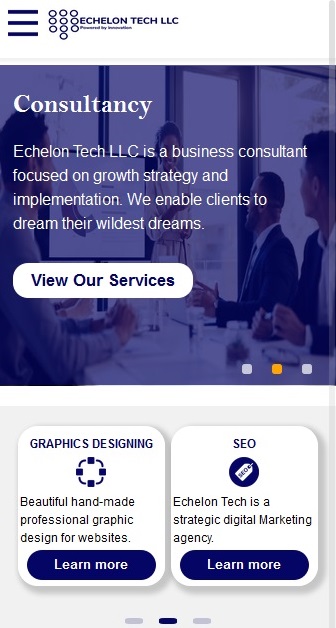 ECHELON TECH LLC
Powered by Innovation
Consultancy
Echelon Tech LLC is a business consultant
focused on growth strategy and
implementation. We enable clients to
dream their wildest dreams.
View Our Services
GRAPHICS DESIGNING
Beautiful hand-made
professional graphic
design for websites.
Learn more
SEO
SEO
Echelon Tech is a
strategic digital Marketing
agency.
Learn more